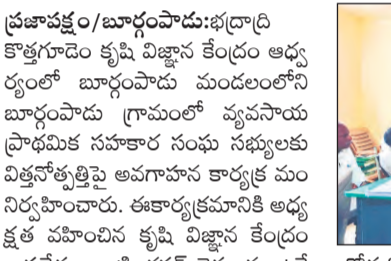 ప్రజాపక్షం/బూర్గంపాడు:భద్రాద్రి
కొత్తగూడెం కృషి విజ్ఞాన కేంద్రం ఆధ్వ
ర్యంలో బూర్గంపాడు మండలంలోని
బూర్గంపాడు గ్రామంలో వ్యవసాయ
ప్రాథమిక సహకార సంఘ సభ్యులకు
విత్తనోత్పత్తిపై అవగాహన కార్యక్ర మం
నిర్వహించారు. ఈకార్యక్రమానికి అధ్య
క్షత వహించిన కృషి విజ్ఞాన కేంద్రం